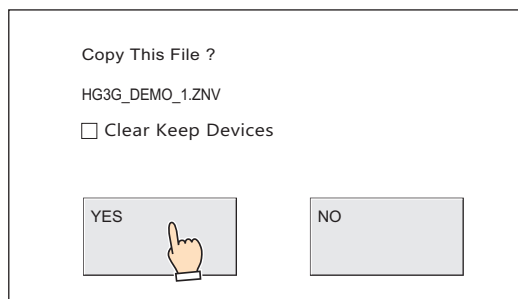 Copy This File ?
HG3G_DEMO_1.ZNV
Clear Keep Devices
YES
NO